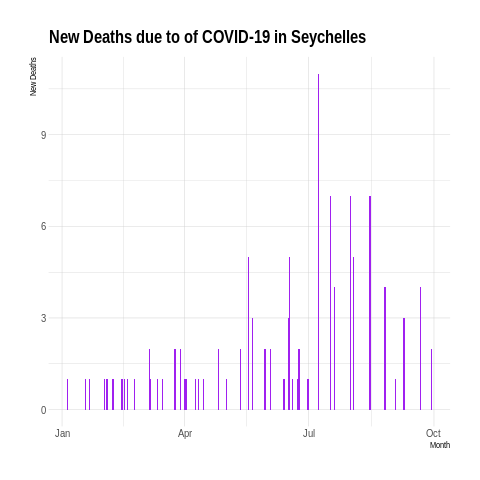 New Deaths due to of COVID-19 in Seychelles
New Deaths
9
6
3
0
Jan Apr Jul Oct
Month